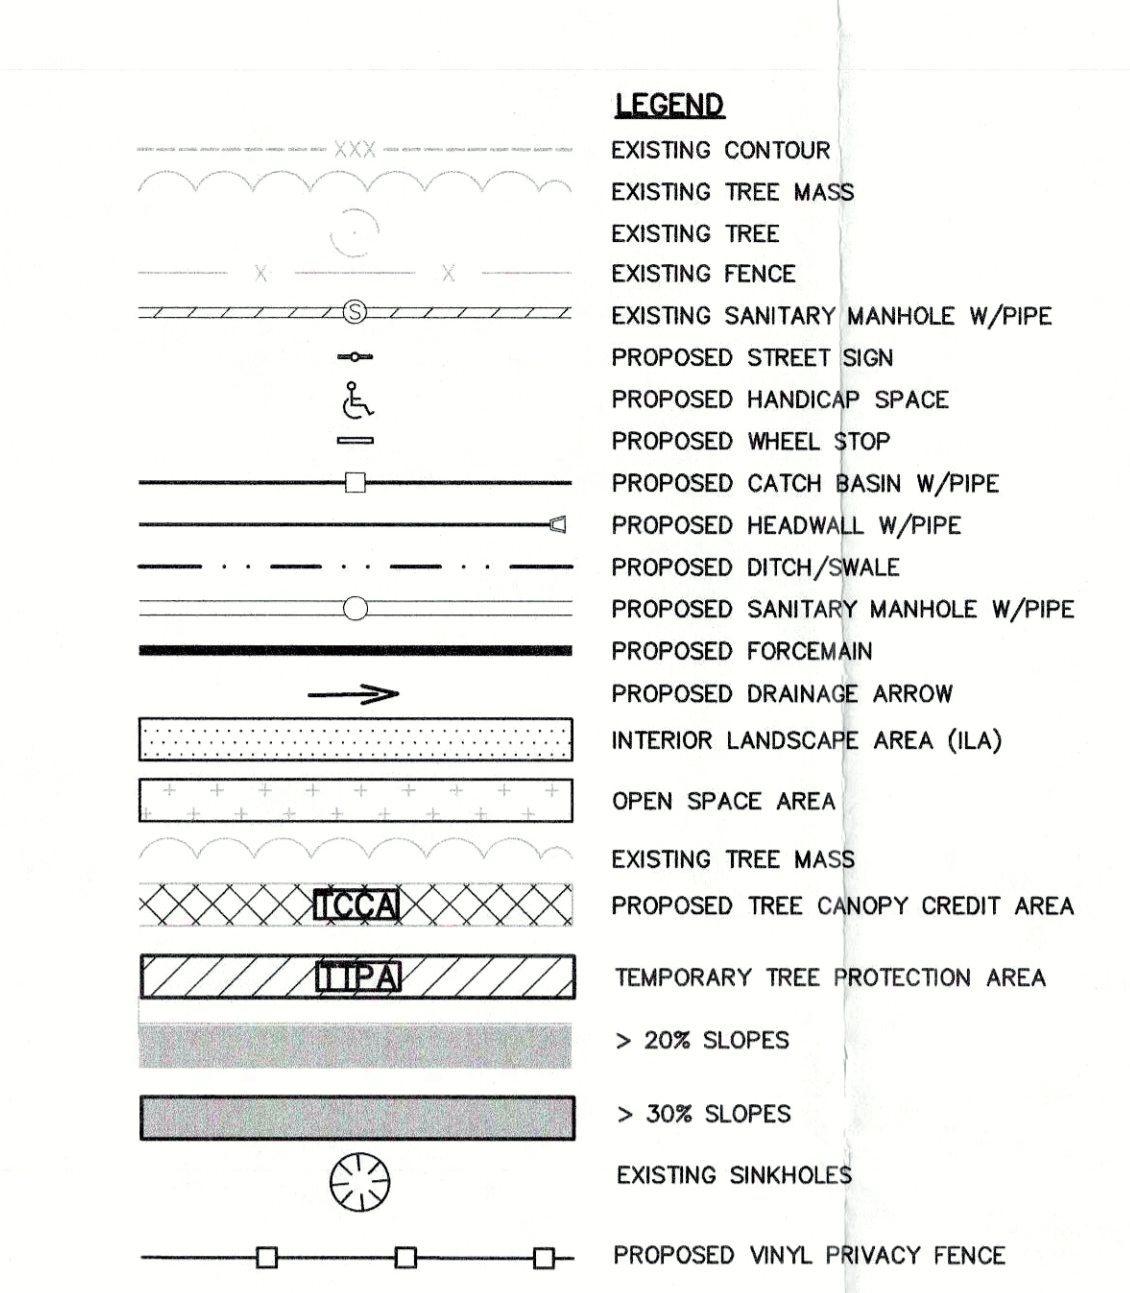 LEGEND
XXX EXISTING CONTOUR
EXISTING TREE MASS
EXISTING TREE
X X EXISTING FENCE
S EXISTING SANITARY MANHOLE W/PIPE
PROPOSED STREET SIGN
PROPOSED HANDICAP SPACE
PROPOSED WHEEL STOP
PROPOSED CATCH BASIN W/PIPE
PROPOSED HEADWALL W/PIPE
PROPOSED DITCH/SWALE
PROPOSED SANITARY MANHOLE W/PIPE
PROPOSED FORCEMAIN
PROPOSED DRAINAGE ARROW
INTERIOR LANDSCAPE AREA (ILA)
OPEN SPACE AREA
EXISTING TREE MASS
TCCA PROPOSED TREE CANOPY CREDIT AREA
TTPA TEMPORARY TREE PROTECTION AREA
> 20% SLOPES
> 30% SLOPES
EXISTING SINKHOLES
PROPOSED VINYL PRIVACY FENCE